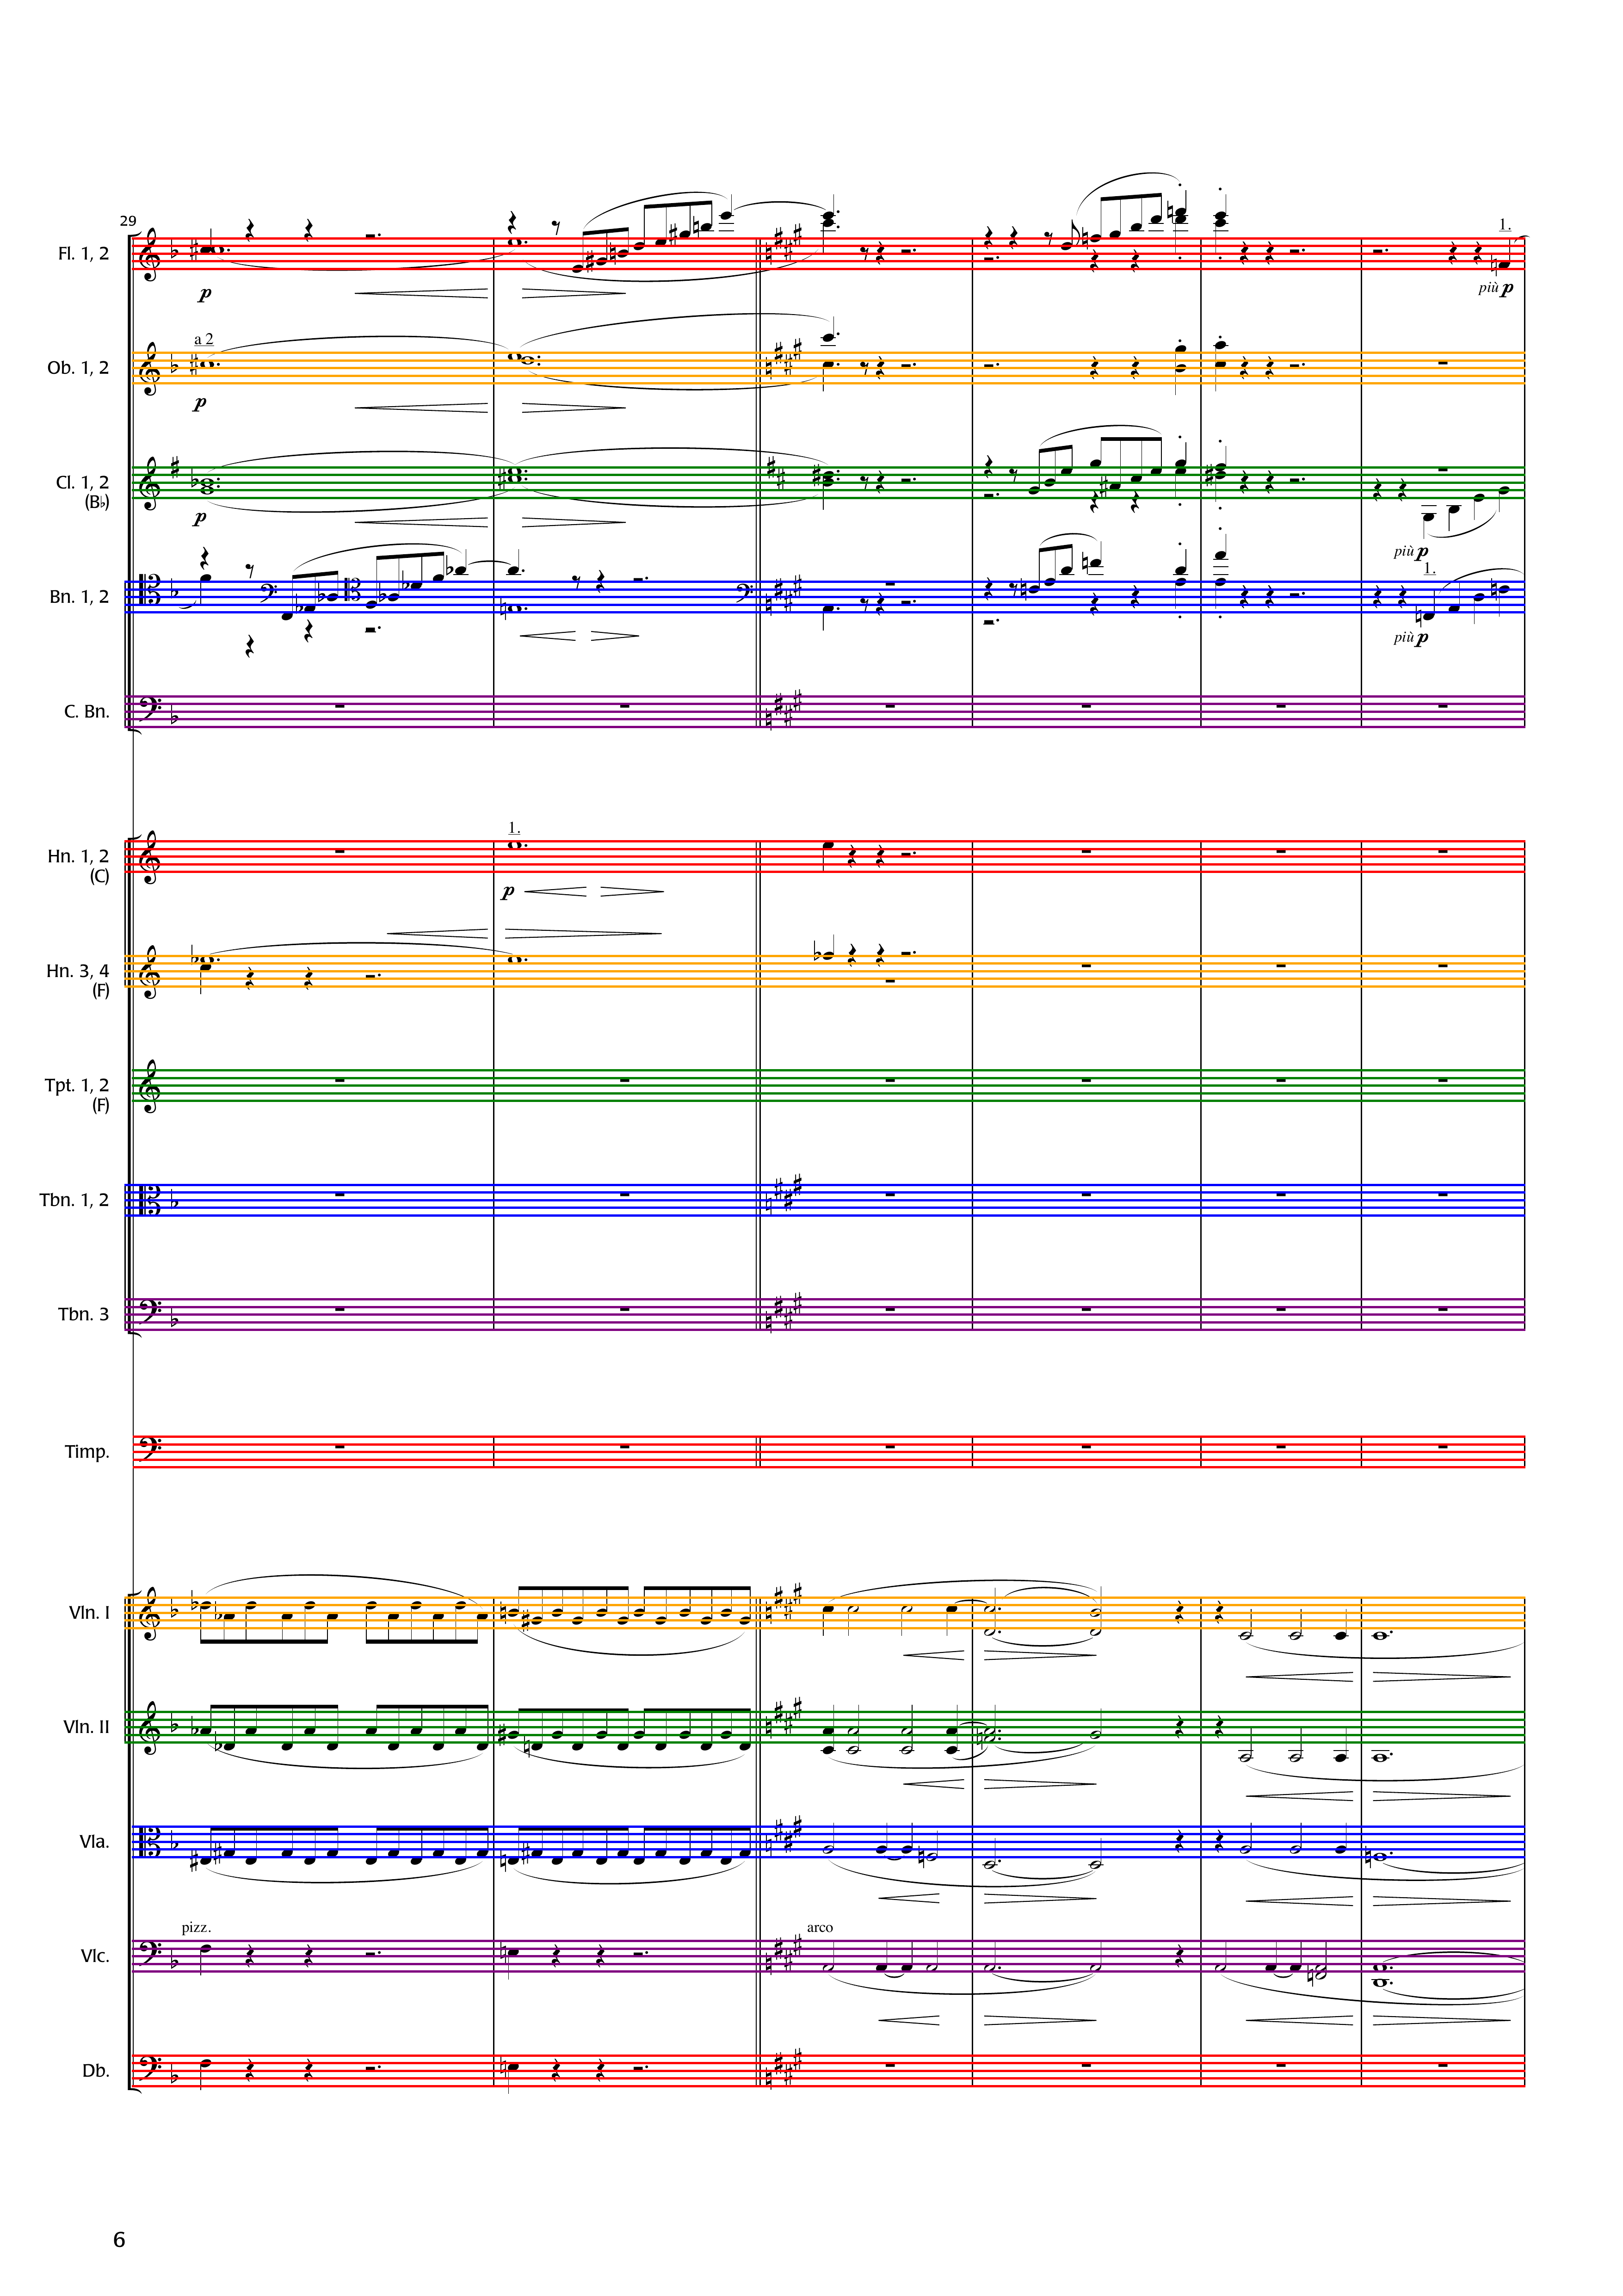 29
Fl. 1, 2
1.
p
più p
a 2
Ob. 1, 2
p
Cl. 1, 2
(B♭)
p
più p
Bn. 1, 2
1.
più p
C. Bn.
1.
Hn. 1, 2
(C)
p
Hn. 3, 4
(F)
Tpt. 1, 2
(F)
Tbn. 1, 2
Tbn. 3
Timp.
Vln. I
Vln. II
Vla.
pizz.
arco
Vlc.
Db.
6